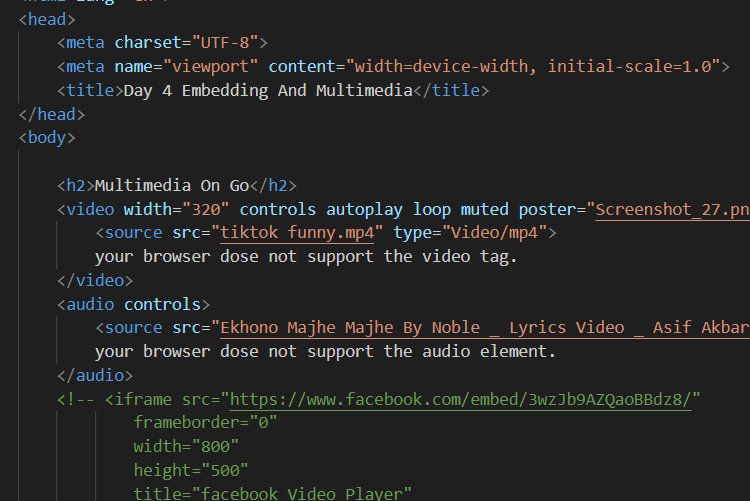 <head>
<meta charset="UTF-8">
<meta name="viewport" content="width=device-width, initial-scale=1.0">
<title>Day 4 Embedding And Multimedia</title>
</head>
<body>
<h2>Multimedia On Go</h2>
<video width="320" controls autoplay loop muted poster="Screenshot_27.pn
<source src="tiktok funny.mp4" type="Video/mp4">
your browser dose not support the video tag.
</video>
<audio controls>
<source src="Ekhono Majhe Majhe By Noble _ Lyrics Video _ Asif Akbar
your browser dose not support the audio element.
</audio>
<!-- <iframe src="https://www.facebook.com/embed/3wzJb9AZQaoBBdz8/"
frameborder="0"
width="800"
height="500"
title="facebook Video Player"